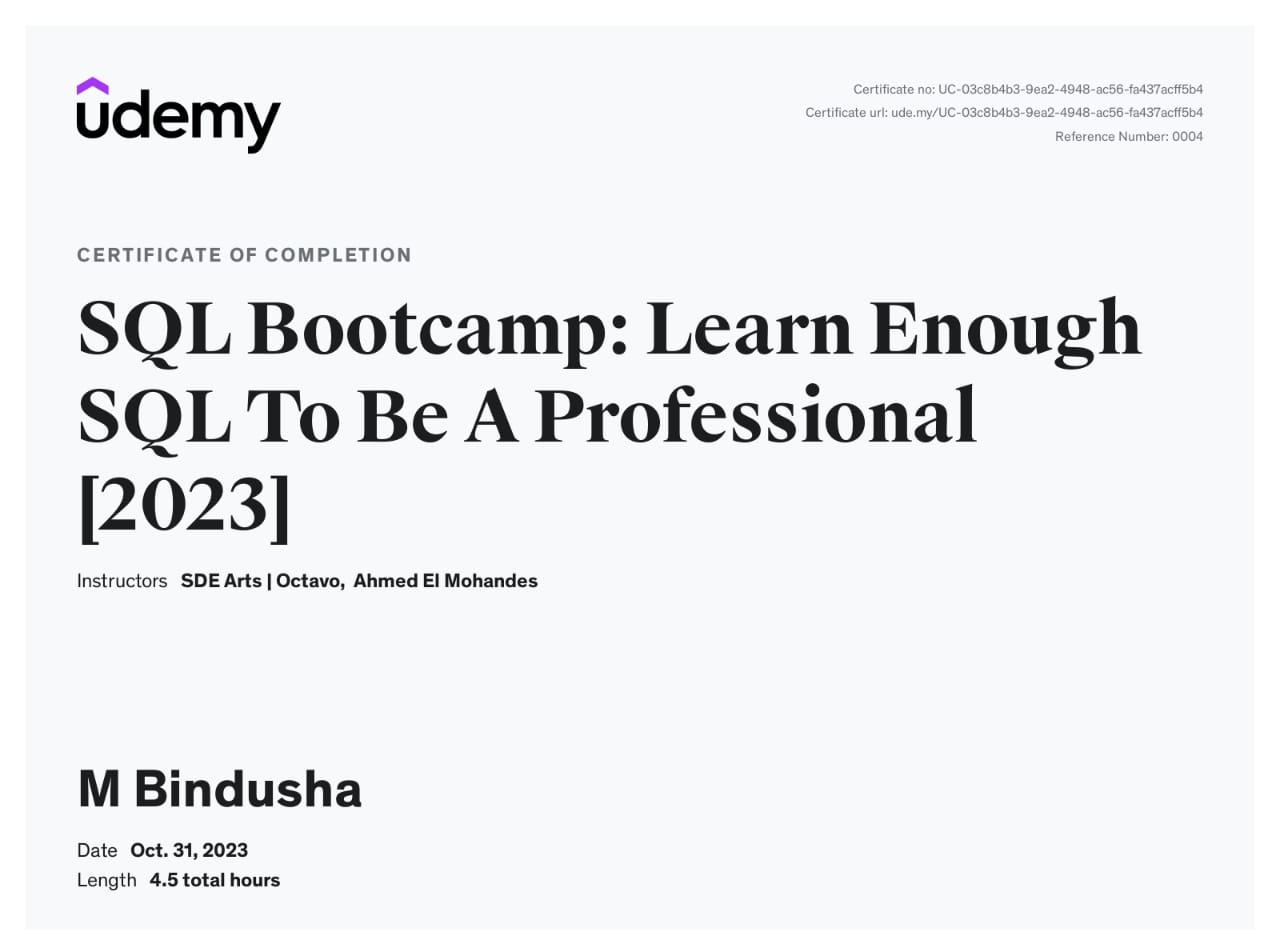 udemy
Certificate no: UC-03c8b4b3-9ea2-4948-ac56-fa437acff5b4
Certificate url: ude.my/UC-03c8b4b3-9ea2-4948-ac56-fa437acff5b4
Reference Number: 0004
CERTIFICATE OF COMPLETION
SQL Bootcamp: Learn Enough
SQL To Be A Professional
[2023]
Instructors SDE Arts | Octavo, Ahmed El Mohandes
M Bindusha
Date Oct. 31, 2023
Length 4.5 total hours